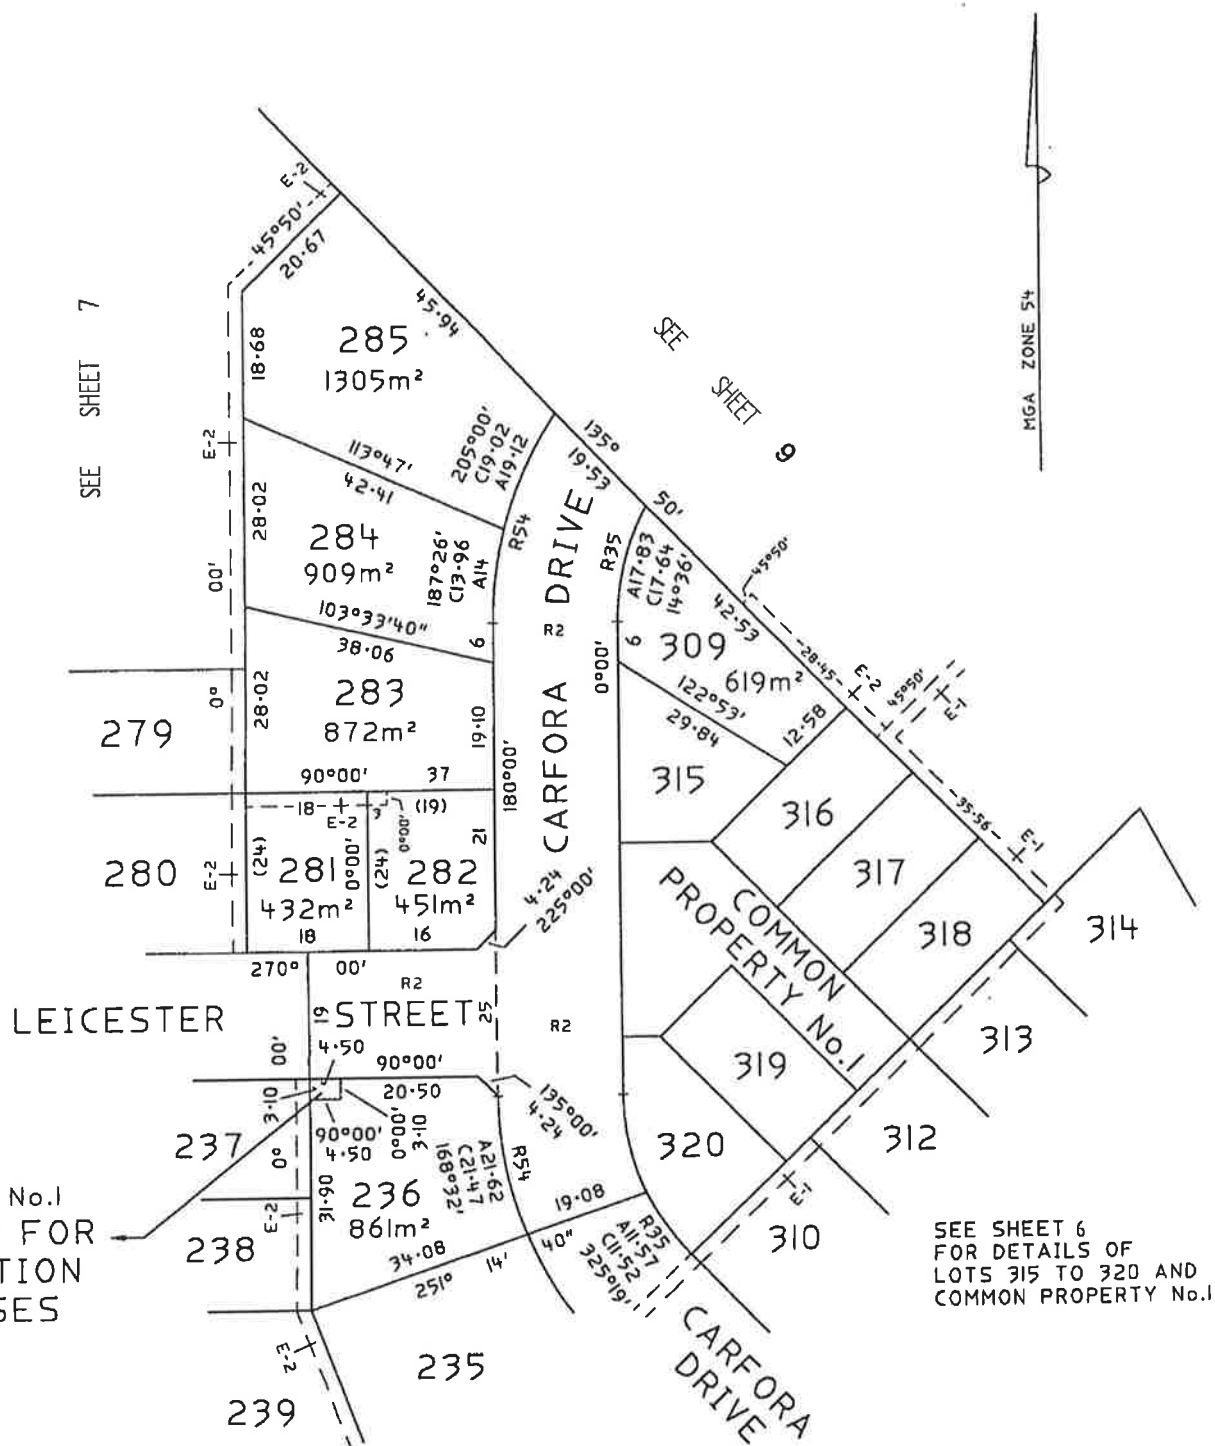 MGA ZONE 54
SEE SHEET 7
SEE SHEET 9
E-2
45°50'
20·67
45·94
18·68
285
1305m²
205°00'
C19·02
A19·12
135°
19·53
50'
E-2
113°47'
42·41
28·02
284
909m²
187°26'
C13·96
A14
R54
CARFORA DRIVE
R35
A17·83
C17·64
14°36'
42·53
45°50'
00'
103°33'40"
38·06
6
R2
0°00'
6
309
619m²
28·45
E-2
45°50'
E-1
0°
28·02
283
872m²
19·10
122°53'
29·84
12·58
279
90°00'
37
180°00'
315
316
35·56
E-1
18
E-2
3
(19)
0°00'
21
280
E-2
(24)
281
432m²
0°00'
(24)
282
451m²
18
16
4·24
225°00'
317
318
314
COMMON
PROPERTY No.1
270°
00'
R2
LEICESTER STREET
19
25
R2
4·50
00'
90°00'
313
319
3·10
20·50
135°00'
4·24
237
0°
90°00'
4·50
0°00'
3·10
A21·62
C21·47
168°32'
R54
320
312
E-1
No.1
FOR
TION
SES
238
E-2
31·90
236
861m²
34·08
251°
14'
40"
19·08
R35
A11·57
C11·52
325°19'
310
SEE SHEET 6
FOR DETAILS OF
LOTS 315 TO 320 AND
COMMON PROPERTY No.1
E-2
235
239
CARFORA
DRIVE